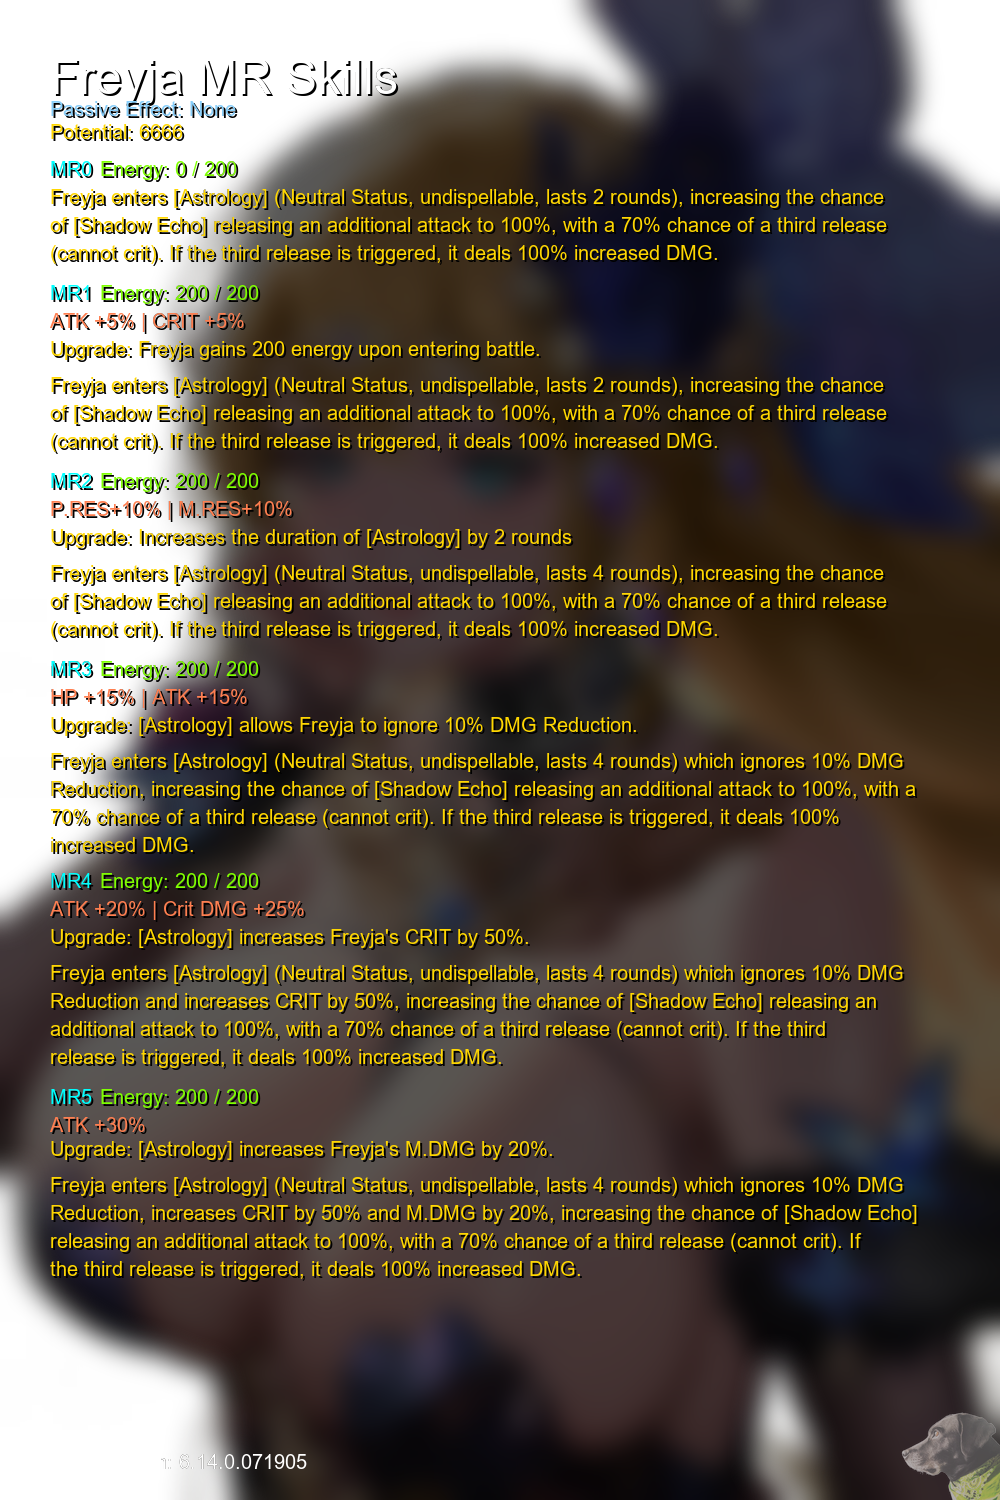 Freyja MR Skills
Passive Effect: None
Potential: 6666
MR0 Energy: 0 / 200
Freyja enters [Astrology] (Neutral Status, undispellable, lasts 2 rounds), increasing the chance
of [Shadow Echo] releasing an additional attack to 100%, with a 70% chance of a third release
(cannot crit). If the third release is triggered, it deals 100% increased DMG.
MR1 Energy: 200 / 200
ATK +5% | CRIT +5%
Upgrade: Freyja gains 200 energy upon entering battle.
Freyja enters [Astrology] (Neutral Status, undispellable, lasts 2 rounds), increasing the chance
of [Shadow Echo] releasing an additional attack to 100%, with a 70% chance of a third release
(cannot crit). If the third release is triggered, it deals 100% increased DMG.
MR2 Energy: 200 / 200
P.RES+10% | M.RES+10%
Upgrade: Increases the duration of [Astrology] by 2 rounds
Freyja enters [Astrology] (Neutral Status, undispellable, lasts 4 rounds), increasing the chance
of [Shadow Echo] releasing an additional attack to 100%, with a 70% chance of a third release
(cannot crit). If the third release is triggered, it deals 100% increased DMG.
MR3 Energy: 200 / 200
HP +15% | ATK +15%
Upgrade: [Astrology] allows Freyja to ignore 10% DMG Reduction.
Freyja enters [Astrology] (Neutral Status, undispellable, lasts 4 rounds) which ignores 10% DMG
Reduction, increasing the chance of [Shadow Echo] releasing an additional attack to 100%, with a
70% chance of a third release (cannot crit). If the third release is triggered, it deals 100%
increased DMG.
MR4 Energy: 200 / 200
ATK +20% | Crit DMG +25%
Upgrade: [Astrology] increases Freyja's CRIT by 50%.
Freyja enters [Astrology] (Neutral Status, undispellable, lasts 4 rounds) which ignores 10% DMG
Reduction and increases CRIT by 50%, increasing the chance of [Shadow Echo] releasing an
additional attack to 100%, with a 70% chance of a third release (cannot crit). If the third
release is triggered, it deals 100% increased DMG.
MR5 Energy: 200 / 200
ATK +30%
Upgrade: [Astrology] increases Freyja's M.DMG by 20%.
Freyja enters [Astrology] (Neutral Status, undispellable, lasts 4 rounds) which ignores 10% DMG
Reduction, increases CRIT by 50% and M.DMG by 20%, increasing the chance of [Shadow Echo]
releasing an additional attack to 100%, with a 70% chance of a third release (cannot crit). If
the third release is triggered, it deals 100% increased DMG.
6.14.0.071905